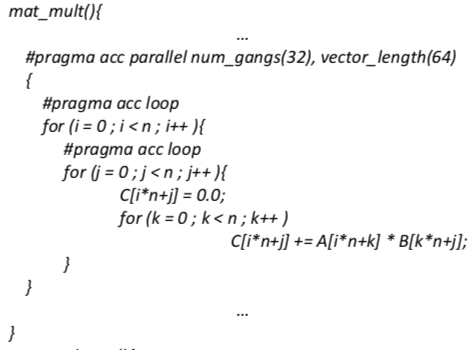 mat_mult(){
...
#pragma acc parallel num_gangs(32), vector_length(64)
{
#pragma acc loop
for (i = 0 ; i < n ; i++ ){
#pragma acc loop
for (j = 0 ; j < n ; j++ ){
C[i*n+j] = 0.0;
for (k = 0 ; k < n ; k++ )
C[i*n+j] += A[i*n+k] * B[k*n+j];
}
}
...
}